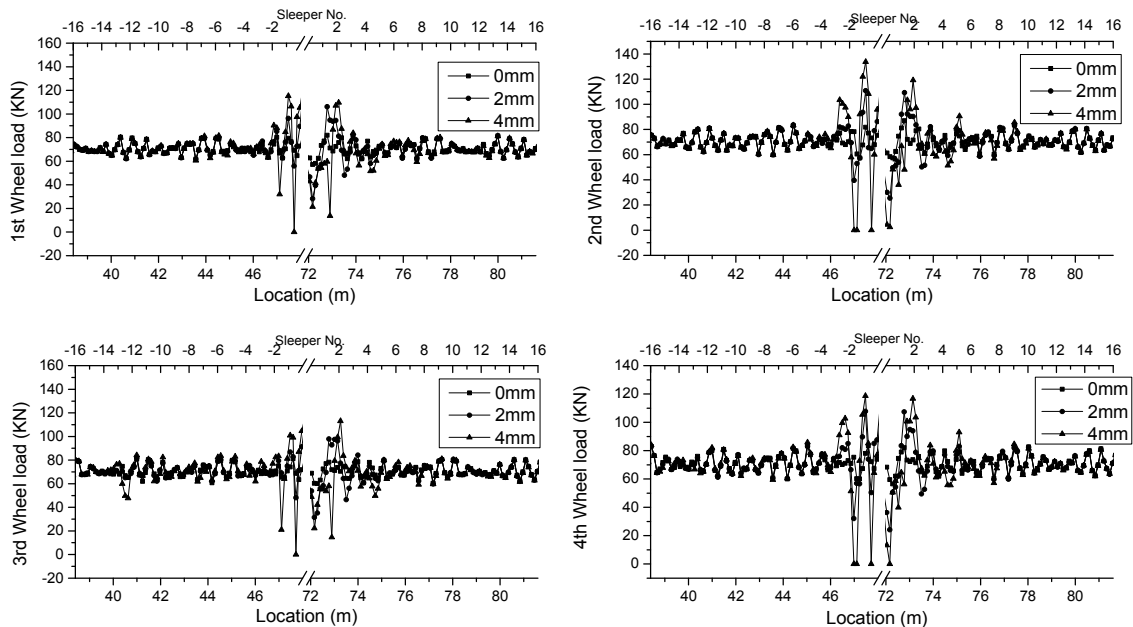 Sleeper No.
-16 -14 -12 -10 -8 -6 -4 -2 2 4 6 8 10 12 14 16
160
140
120
100
80
60
40
20
0
-20
1st Wheel load (KN)
0mm
2mm
4mm
40 42 44 46 72 74 76 78 80
Location (m)
Sleeper No.
-16 -14 -12 -10 -8 -6 -4 -2 2 4 6 8 10 12 14 16
140
120
100
80
60
40
20
0
-20
2nd Wheel load (KN)
0mm
2mm
4mm
40 42 44 46 72 74 76 78 80
Location (m)
Sleeper No.
-16 -14 -12 -10 -8 -6 -4 -2 2 4 6 8 10 12 14 16
160
140
120
100
80
60
40
20
0
-20
3rd Wheel load (KN)
0mm
2mm
4mm
40 42 44 46 48 72 74 76 78 80
Location (m)
Sleeper No.
-16 -14 -12 -10 -8 -6 -4 -2 2 4 6 8 10 12 14 16
140
120
100
80
60
40
20
0
4th Wheel load (KN)
0mm
2mm
4mm
40 42 44 46 72 74 76 78 80
Location (m)